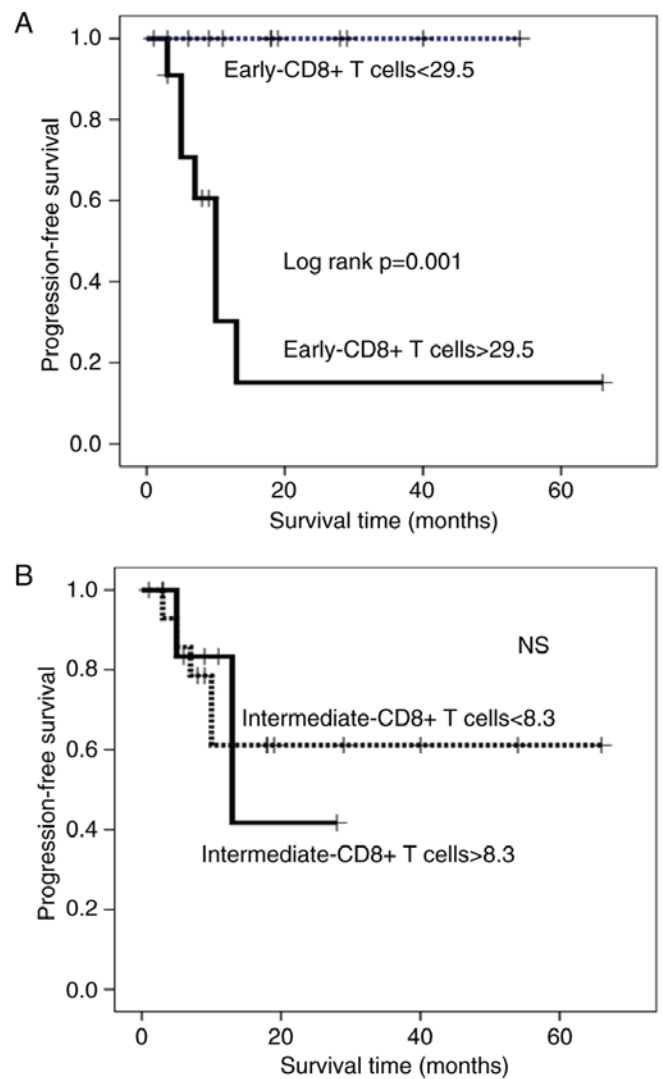 A
Progression-free survival
1.0
0.8
0.6
0.4
0.2
0.0
Early-CD8+ T cells<29.5
Log rank p=0.001
Early-CD8+ T cells>29.5
0 20 40 60
Survival time (months)
B
Progression-free survival
1.0
0.8
0.6
0.4
0.2
0.0
NS
Intermediate-CD8+ T cells<8.3
Intermediate-CD8+ T cells>8.3
0 20 40 60
Survival time (months)